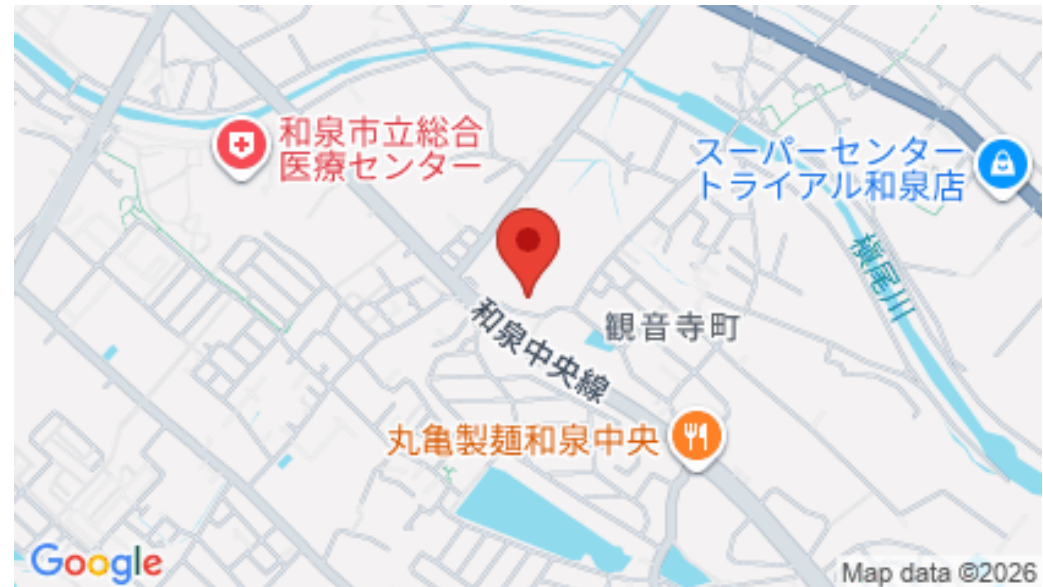 和泉市立総合
医療センター
スーパーセンター
トライアル和泉店
槇尾川
和泉中央線
観音寺町
丸亀製麺和泉中央
Google
Map data ©2026